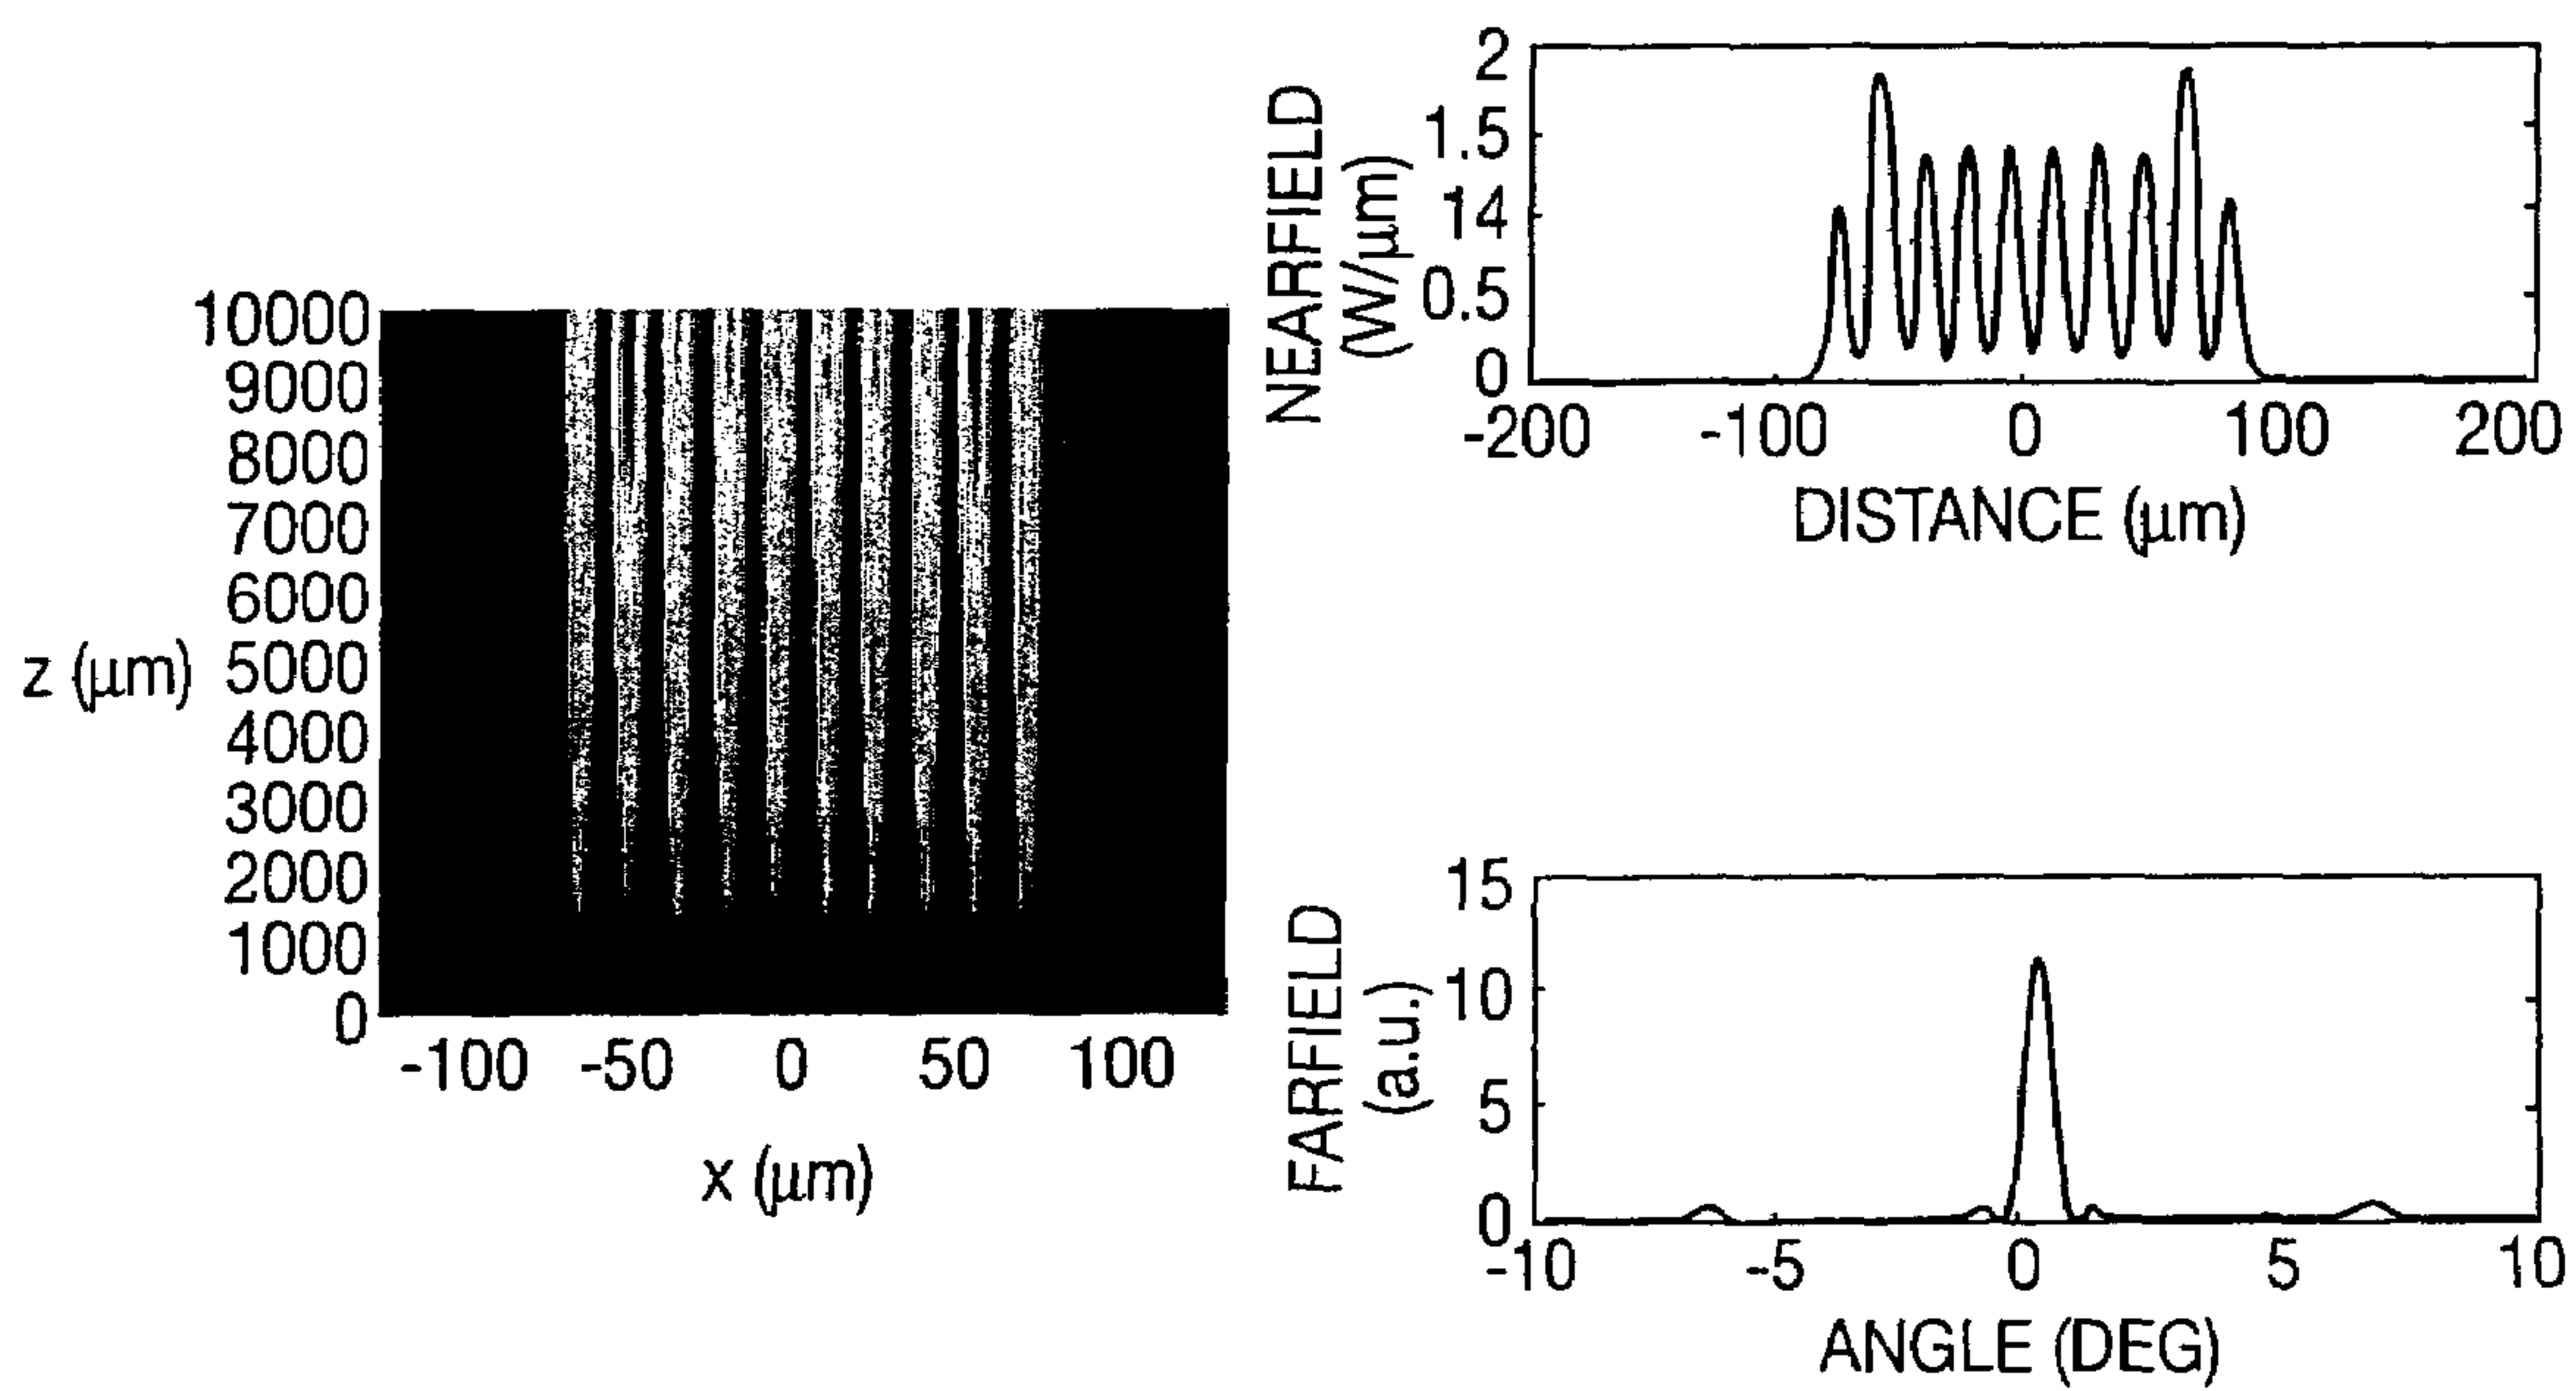 10000
9000
8000
7000
6000
5000
4000
3000
2000
1000
0
z (μm)
-100 -50 0 50 100
x (μm)
NEARFIELD
(W/μm)
2
1.5
14
0.5
0
-200 -100 0 100 200
DISTANCE (μm)
FARFIELD
(a.u.)
15
10
5
0
-10 -5 0 5 10
ANGLE (DEG)